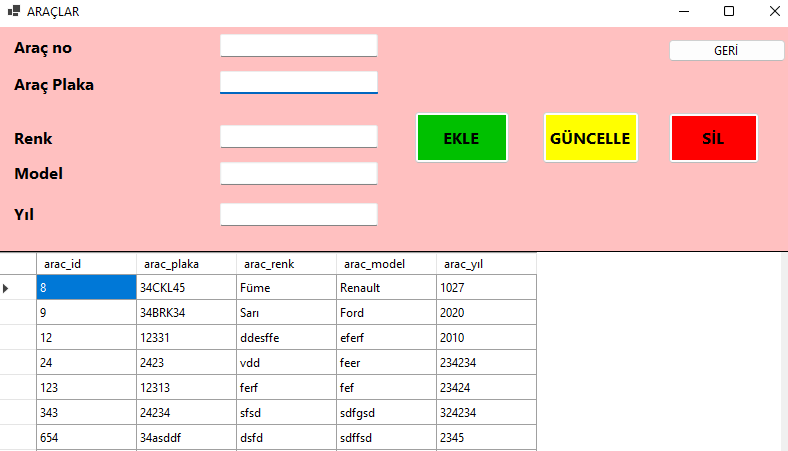 ARAÇLAR
Araç no
GERİ
Araç Plaka
Renk
EKLE GÜNCELLE SİL
Model
Yıl
arac_id arac_plaka arac_renk arac_model arac_yıl
8 34CKL45 Füme Renault 1027
9 34BRK34 Sarı Ford 2020
12 12331 ddesffe eferf 2010
24 2423 vdd feer 234234
123 12313 ferf fef 23424
343 24234 sfsd sdfgsd 324234
654 34asddf dsfd sdffsd 2345